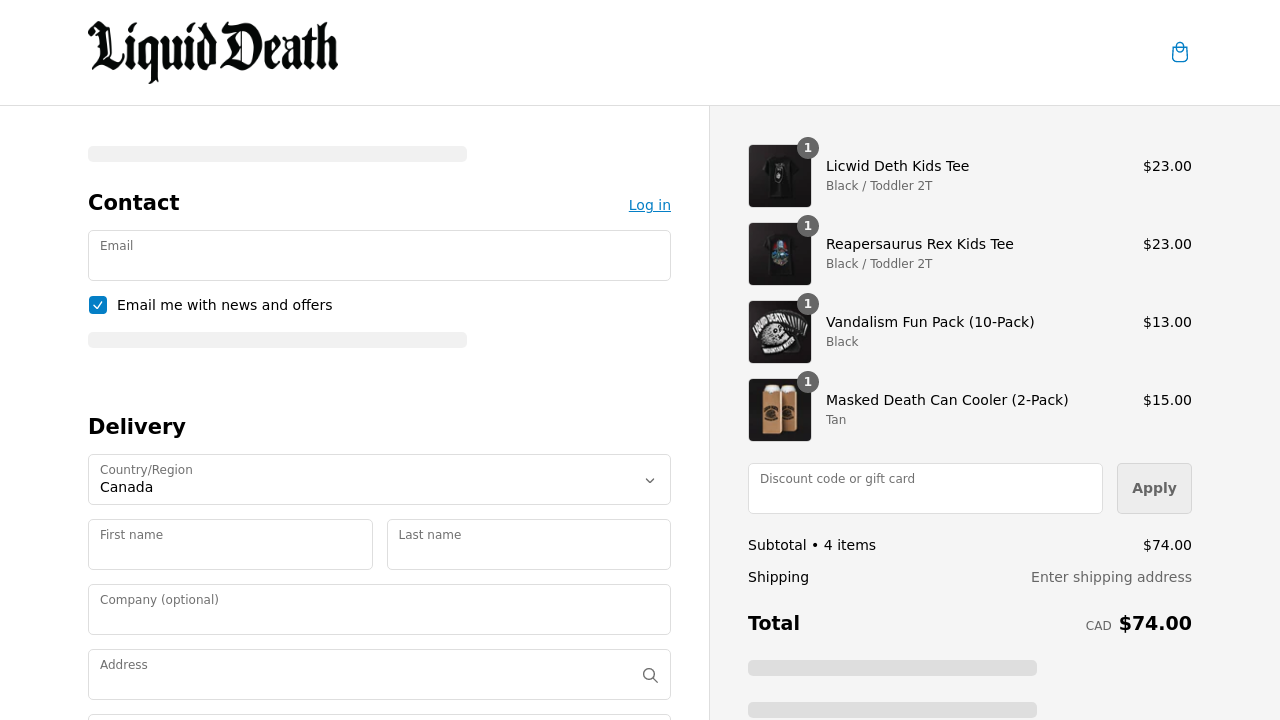 Liquid Death
Contact
Log in
Email
Email me with news and offers
Delivery
Country/Region
Canada
First name
Last name
Company (optional)
Address
1
Licwid Deth Kids Tee
$23.00
Black / Toddler 2T
1
Reapersaurus Rex Kids Tee
$23.00
Black / Toddler 2T
1
LIQUID DEATH
MOUNTAIN WATER
Vandalism Fun Pack (10-Pack)
$13.00
Black
1
Masked Death Can Cooler (2-Pack)
$15.00
Tan
Discount code or gift card
Apply
Subtotal • 4 items
$74.00
Shipping
Enter shipping address
Total
CAD $74.00